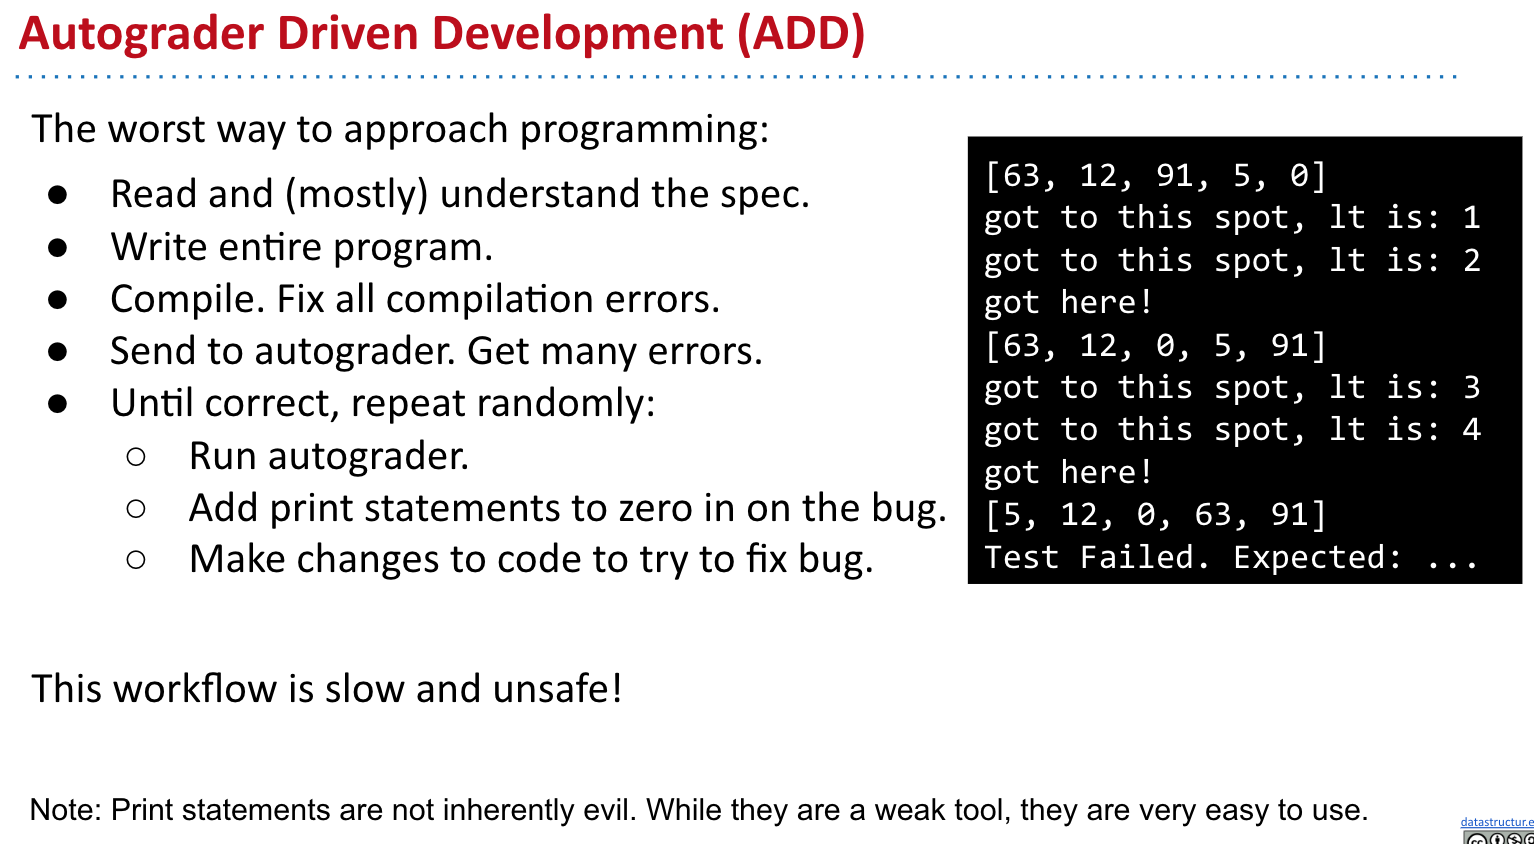 Autograder Driven Development (ADD)
The worst way to approach programming:
● Read and (mostly) understand the spec.
● Write entire program.
● Compile. Fix all compilation errors.
● Send to autograder. Get many errors.
● Until correct, repeat randomly:
○ Run autograder.
○ Add print statements to zero in on the bug.
○ Make changes to code to try to fix bug.
This workflow is slow and unsafe!
[63, 12, 91, 5, 0]
got to this spot, lt is: 1
got to this spot, lt is: 2
got here!
[63, 12, 0, 5, 91]
got to this spot, lt is: 3
got to this spot, lt is: 4
got here!
[5, 12, 0, 63, 91]
Test Failed. Expected: ...
Note: Print statements are not inherently evil. While they are a weak tool, they are very easy to use.
datastructur.e